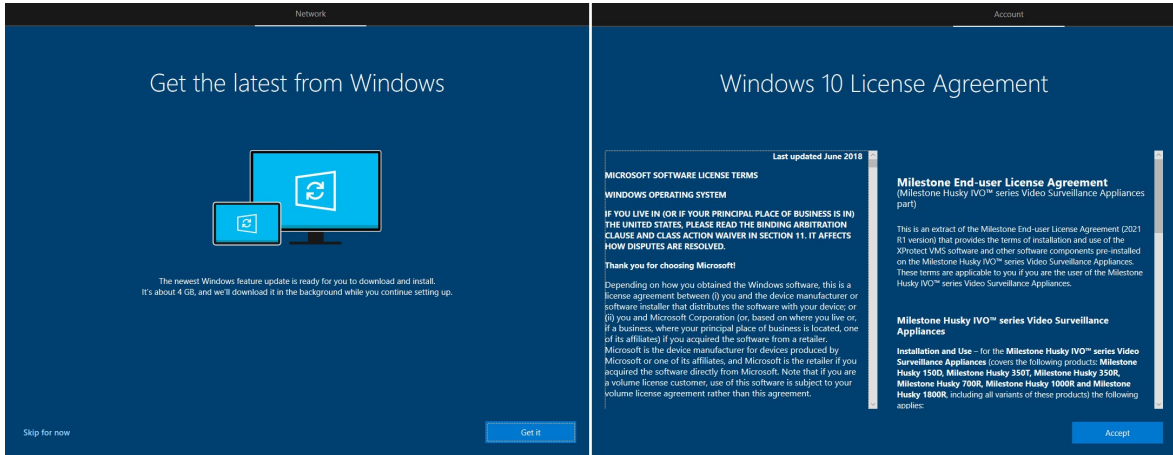 Network
Get the latest from Windows
The newest Windows feature update is ready for you to download and install.
It's about 4 GB, and we'll download it in the background while you continue setting up.
Skip for now
Get it
Account
Windows 10 License Agreement
Last updated June 2018
MICROSOFT SOFTWARE LICENSE TERMS
WINDOWS OPERATING SYSTEM
IF YOU LIVE IN (OR IF YOUR PRINCIPAL PLACE OF BUSINESS IS IN)
THE UNITED STATES, PLEASE READ THE BINDING ARBITRATION
CLAUSE AND CLASS ACTION WAIVER IN SECTION 11. IT AFFECTS
HOW DISPUTES ARE RESOLVED.
Thank you for choosing Microsoft!
Depending on how you obtained the Windows software, this is a
license agreement between (i) you and the device manufacturer or
software installer that distributes the software with your device; or
(ii) you and Microsoft Corporation (or, based on where you live or,
if a business, where your principal place of business is located, one
of its affiliates) if you acquired the software from a retailer.
Microsoft is the device manufacturer for devices produced by
Microsoft or one of its affiliates, and Microsoft is the retailer if you
acquired the software directly from Microsoft. Note that if you are
a volume license customer, use of this software is subject to your
volume license agreement rather than this agreement.
Milestone End-user License Agreement
(Milestone Husky IVO™ series Video Surveillance Appliances
part)
This is an extract of the Milestone End-user License Agreement (2021
R1 version) that provides the terms of installation and use of the
XProtect VMS software and other software components pre-installed
on the Milestone Husky IVO™ series Video Surveillance Appliances.
These terms are applicable to you if you are the user of the Milestone
Husky IVO™ series Video Surveillance Appliances.
Milestone Husky IVO™ series Video Surveillance
Appliances
Installation and Use – for the Milestone Husky IVO™ series Video
Surveillance Appliances (covers the following products: Milestone
Husky 150D, Milestone Husky 350T, Milestone Husky 350R,
Milestone Husky 700R, Milestone Husky 1000R and Milestone
Husky 1800R, including all variants of these products) the following
applies:
Accept